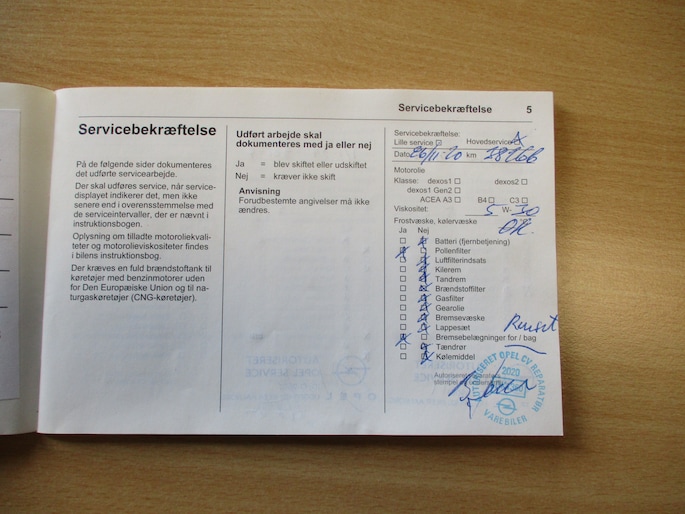 Servicebekræftelse 5
Servicebekræftelse
På de følgende sider dokumenteres
det udførte servicearbejde.
Der skal udføres service, når service-
displayet indikerer det, men ikke
senere end i overensstemmelse med
de serviceintervaller, der er nævnt i
instruktionsbogen.
Oplysning om tilladte motoroliekvali-
teter og motorolieviskositeter findes
i bilens instruktionsbog.
Der kræves en fuld brændstoftank til
køretøjer med benzinmotorer uden
for Den Europæiske Union og til na-
turgaskøretøjer (CNG-køretøjer).
Udført arbejde skal
dokumenteres med ja eller nej
Ja = blev skiftet eller udskiftet
Nej = kræver ikke skift
Anvisning
Forudbestemte angivelser må ikke
ændres.
Servicebekræftelse:
Lille service Hovedservice
Dato 26/11-20 km
Motorolie
Klasse: dexos1 dexos2
dexos1 Gen2
ACEA A3 B4 C3
Viskositet: 5 W- 30
Frostvæske, kølervæske OK.
Ja Nej
Batteri (fjernbetjening)
Pollenfilter
Luftfilterindsats
Kilerem
Tandrem
Brændstoffilter
Gasfilter
Gearolie
Bremsevæske
Lappesæt
Renset
Bremsebelægninger for / bag
Tændrør
Kølemiddel
AUTORISERET OPEL CV REPARATØR
2020
VAREBILER